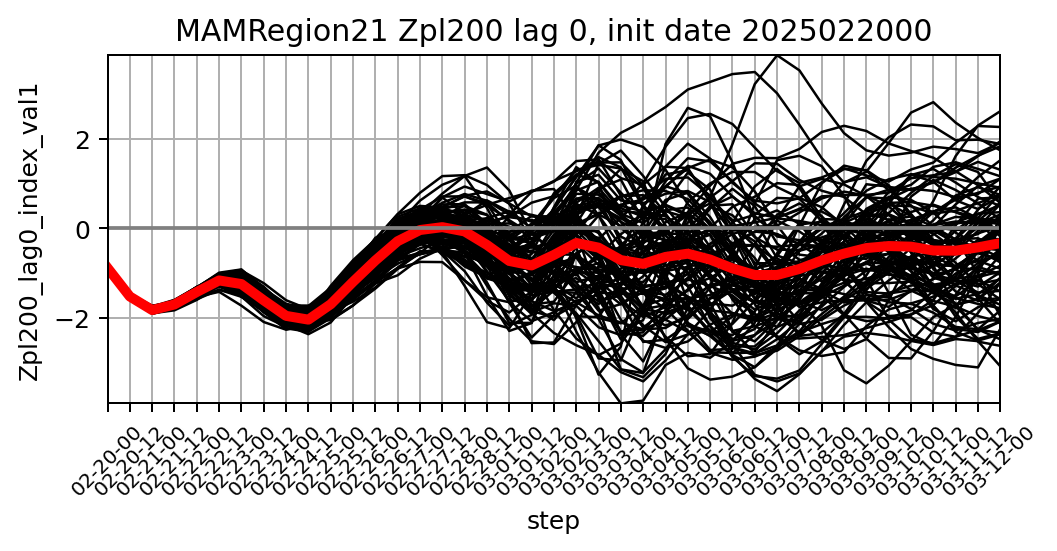 MAMRegion21 Zpl200 lag 0, init date 2025022000
Zpl200_lag0_index_val1
2
0
−2
02-20-00 02-20-12 02-21-00 02-21-12 02-22-00 02-22-12 02-23-00 02-23-12 02-24-00 02-24-12 02-25-00 02-25-12 02-26-00 02-26-12 02-27-00 02-27-12 02-28-00 02-28-12 03-01-00 03-01-12 03-02-00 03-02-12 03-03-00 03-03-12 03-04-00 03-04-12 03-05-00 03-05-12 03-06-00 03-06-12 03-07-00 03-07-12 03-08-00 03-08-12 03-09-00 03-09-12 03-10-00 03-10-12 03-11-00 03-11-12 03-12-00
step